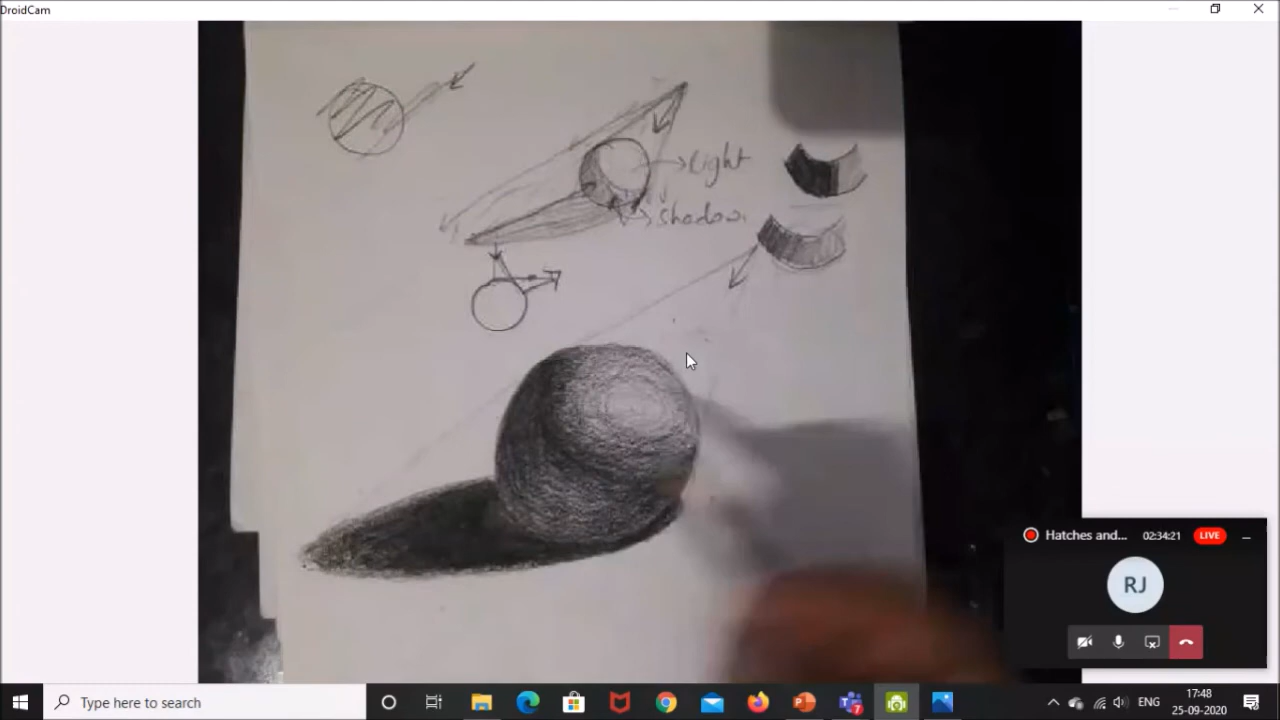 DroidCam
Light
Shadow
Hatches and...
02:34:21
LIVE
RJ
Type here to search
7
ENG
17:48
25-09-2020